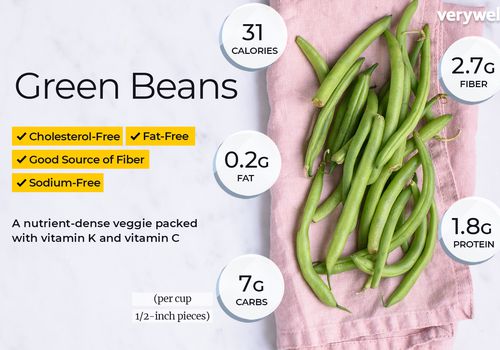 verywel
31
CALORIES
Green Beans
2.7G
FIBER
✓ Cholesterol-Free ✓ Fat-Free
✓ Good Source of Fiber
✓ Sodium-Free
0.2G
FAT
A nutrient-dense veggie packed
with vitamin K and vitamin C
1.8G
PROTEIN
7G
CARBS
(per cup
1/2-inch pieces)